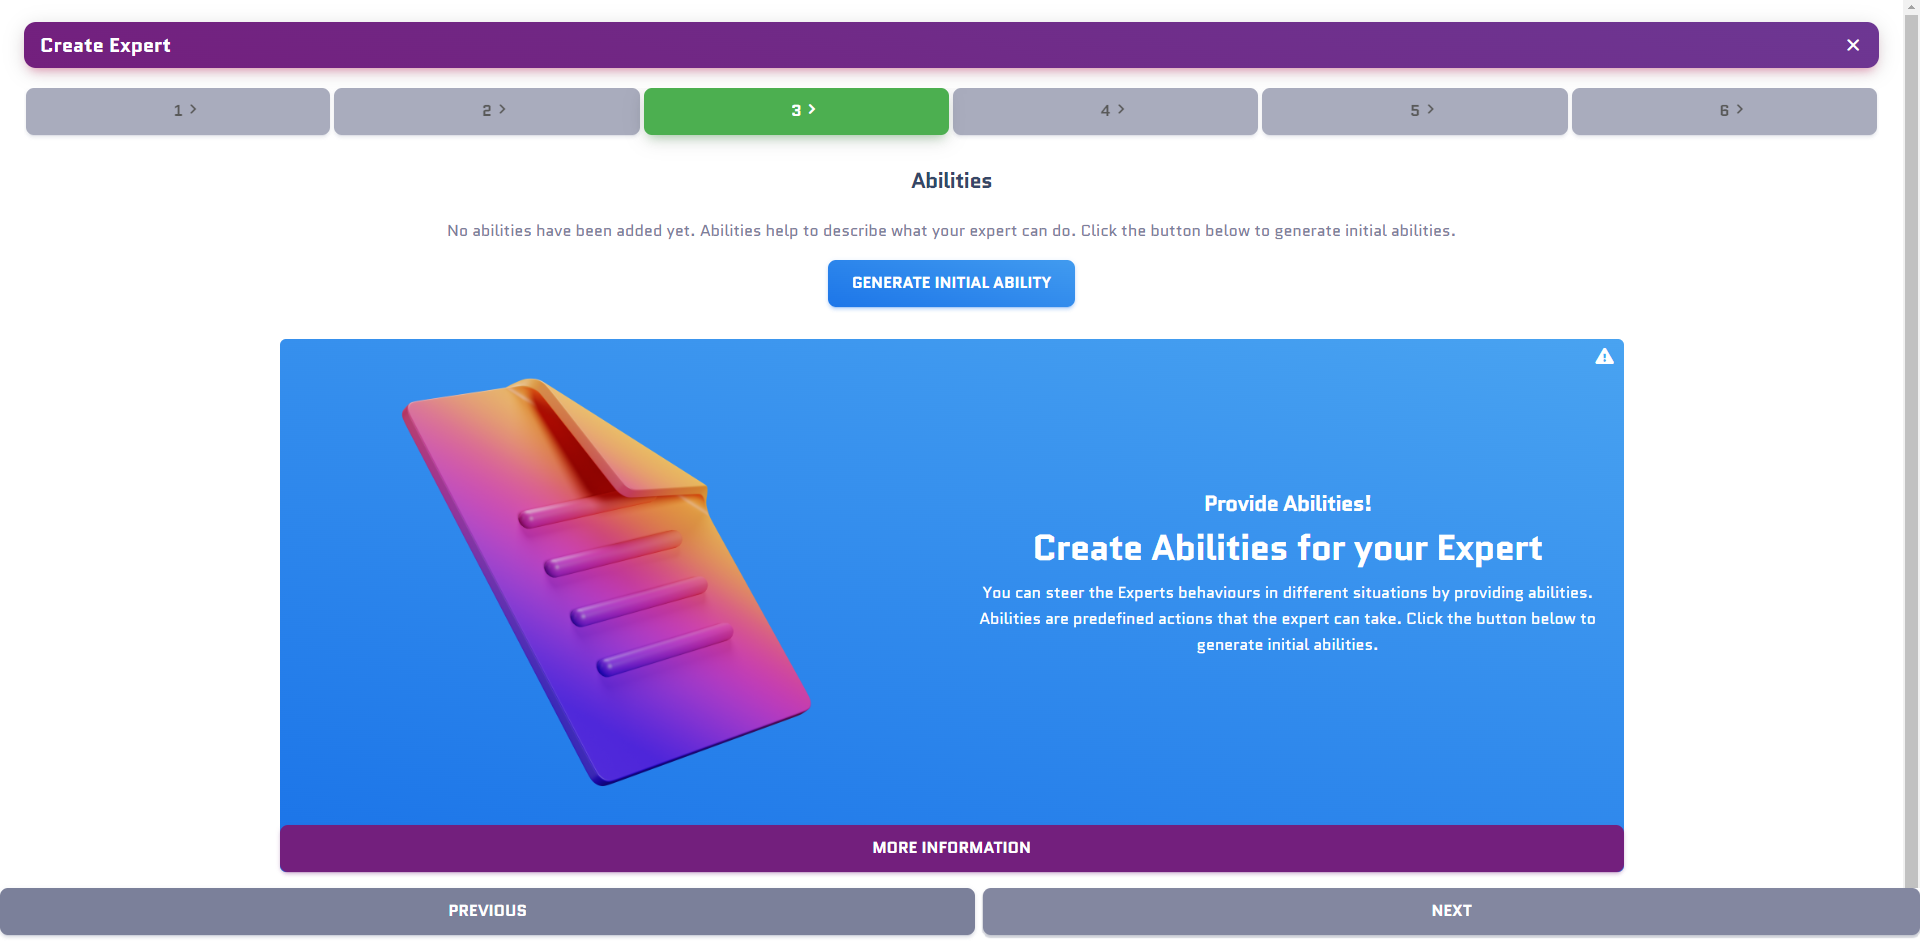 Create Expert
1
2
3
4
5
6
Abilities
No abilities have been added yet. Abilities help to describe what your expert can do. Click the button below to generate initial abilities.
GENERATE INITIAL ABILITY
Provide Abilities!
Create Abilities for your Expert
You can steer the Experts behaviours in different situations by providing abilities.
Abilities are predefined actions that the expert can take. Click the button below to
generate initial abilities.
MORE INFORMATION
PREVIOUS
NEXT